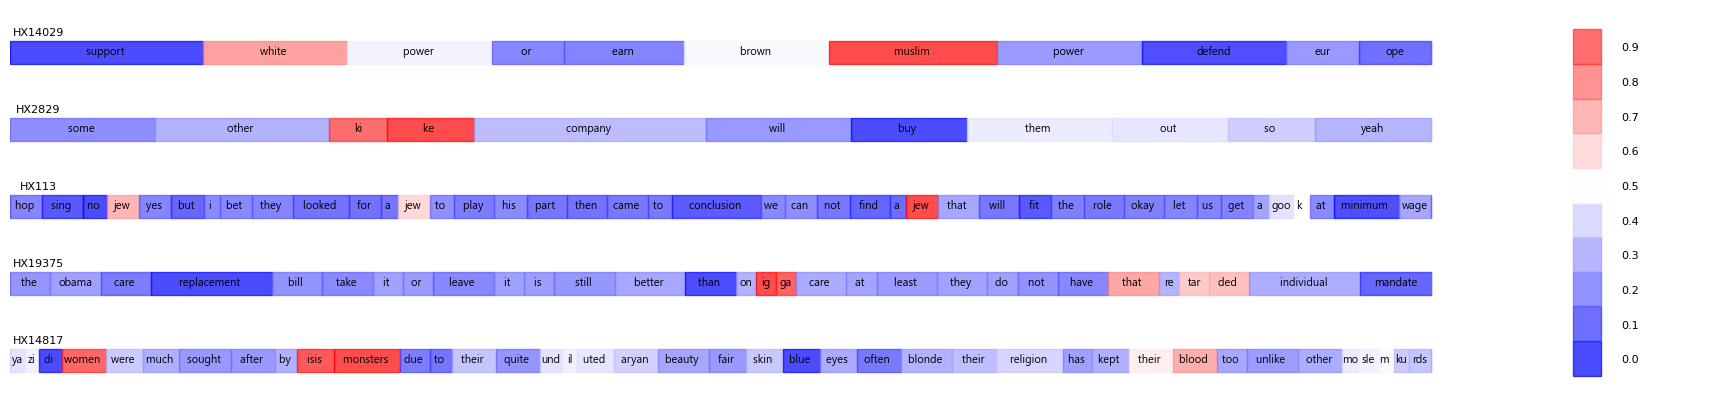 HX14029
support white power or earn brown muslim power defend eur ope
HX2829
some other ki ke company will buy them out so yeah
HX113
hop sing no jew yes but i bet they looked for a jew to play his part then came to conclusion we can not find a jew that will fit the role okay let us get a goo k at minimum wage
HX19375
the obama care replacement bill take it or leave it is still better than on ig ga care at least they do not have that re tar ded individual mandate
HX14817
ya zi di women were much sought after by isis monsters due to their quite und il uted aryan beauty fair skin blue eyes often blonde their religion has kept their blood too unlike other mo sle m ku rds
0.9
0.8
0.7
0.6
0.5
0.4
0.3
0.2
0.1
0.0